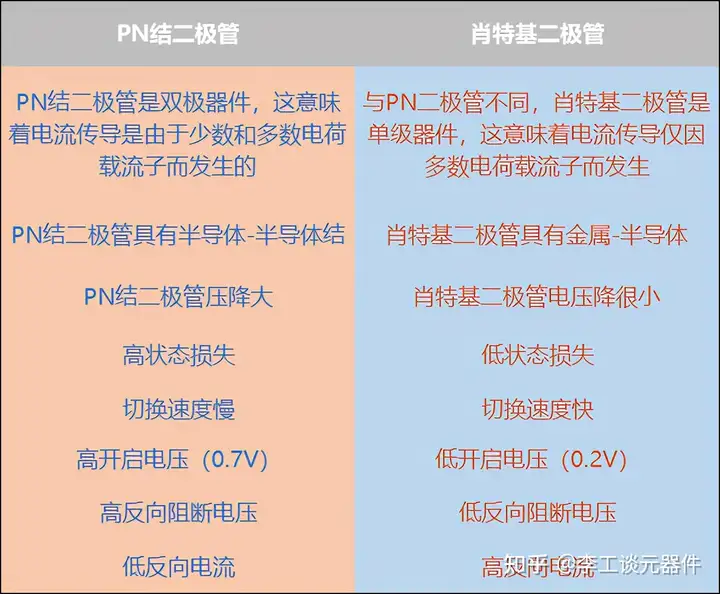 PN结二极管
肖特基二极管
PN结二极管是双极器件，这意味
着电流传导是由于少数和多数电荷
载流子而发生的
与PN二极管不同，肖特基二极管是
单级器件，这意味着电流传导仅因
多数电荷载流子而发生
PN结二极管具有半导体-半导体结
肖特基二极管具有金属-半导体
PN结二极管压降大
肖特基二极管电压降很小
高状态损失
低状态损失
切换速度慢
切换速度快
高开启电压（0.7V）
低开启电压（0.2V）
高反向阻断电压
低反向阻断电压
低反向电流
高反向电流
知乎 @李工谈元器件